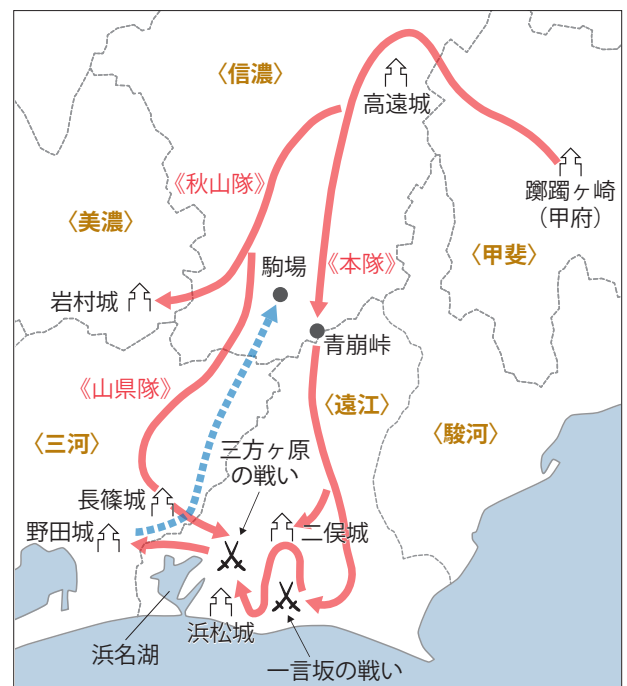 〈信濃〉
高遠城
躑躅ヶ崎
（甲府）
《秋山隊》
〈美濃〉
〈甲斐〉
駒場
《本隊》
岩村城
青崩峠
《山県隊》
〈遠江〉
〈駿河〉
〈三河〉
三方ヶ原
の戦い
長篠城
野田城
二俣城
浜松城
浜名湖
一言坂の戦い